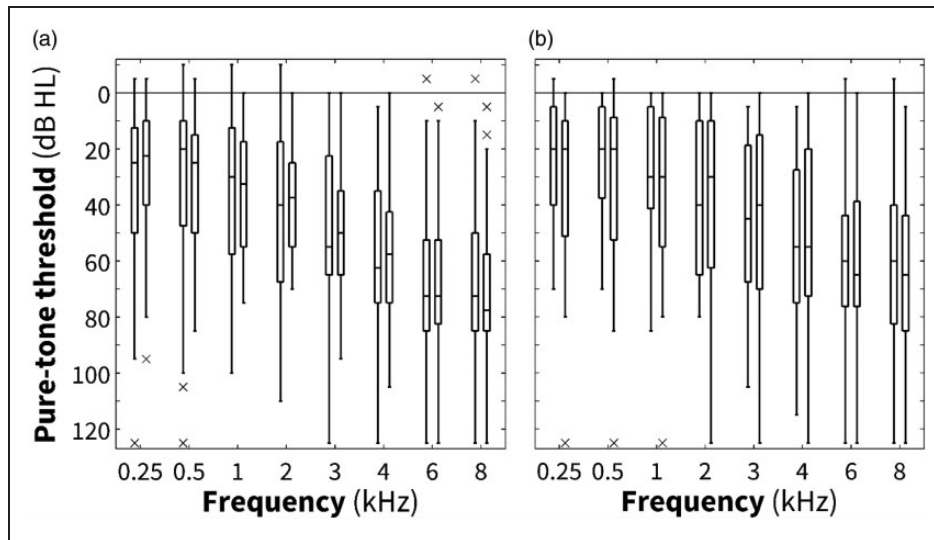 (a)
(b)
Pure-tone threshold (dB HL)
0
20
40
60
80
100
120
0.25 0.5 1 2 3 4 6 8
0.25 0.5 1 2 3 4 6 8
Frequency (kHz)
Frequency (kHz)